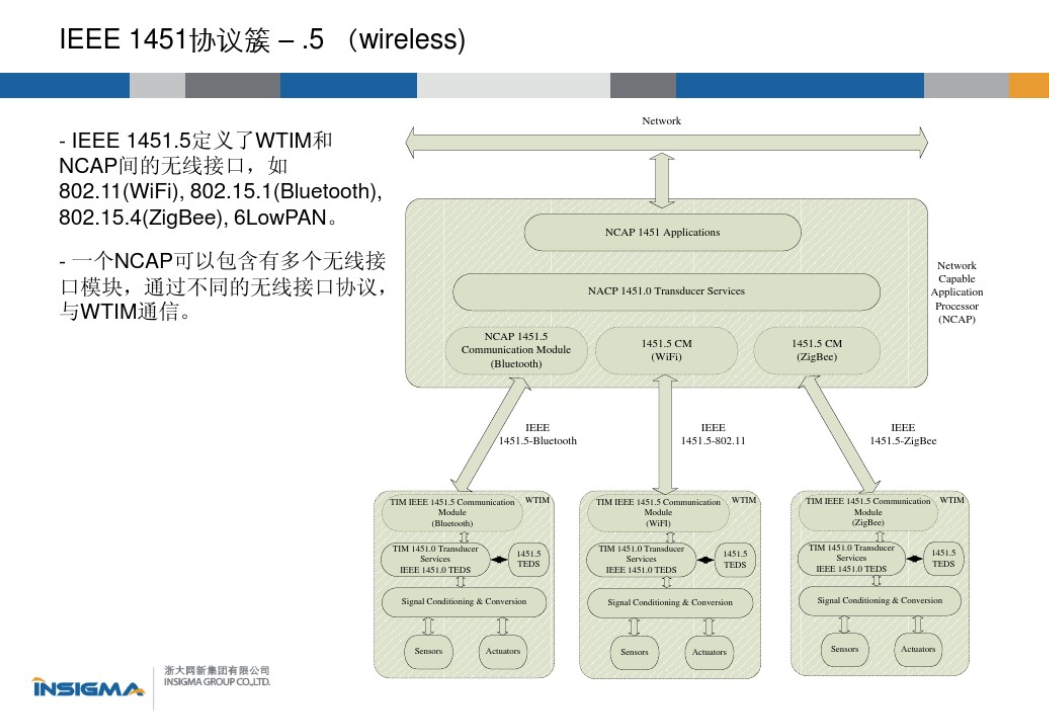 IEEE 1451协议簇 – .5 （wireless)
- IEEE 1451.5定义了WTIM和
NCAP间的无线接口，如
802.11(WiFi), 802.15.1(Bluetooth),
802.15.4(ZigBee), 6LowPAN。
- 一个NCAP可以包含有多个无线接
口模块，通过不同的无线接口协议，
与WTIM通信。
Network
NCAP 1451 Applications
NACP 1451.0 Transducer Services
NCAP 1451.5
Communication Module
(Bluetooth)
1451.5 CM
(WiFi)
1451.5 CM
(ZigBee)
Network
Capable
Application
Processor
(NCAP)
IEEE
1451.5-Bluetooth
IEEE
1451.5-802.11
IEEE
1451.5-ZigBee
TIM IEEE 1451.5 Communication
Module
(Bluetooth)
WTIM
TIM 1451.0 Transducer
Services
IEEE 1451.0 TEDS
1451.5
TEDS
Signal Conditioning & Conversion
Sensors
Actuators
TIM IEEE 1451.5 Communication
Module
(WiFI)
WTIM
TIM 1451.0 Transducer
Services
IEEE 1451.0 TEDS
1451.5
TEDS
Signal Conditioning & Conversion
Sensors
Actuators
TIM IEEE 1451.5 Communication
Module
(ZigBee)
WTIM
TIM 1451.0 Transducer
Services
IEEE 1451.0 TEDS
1451.5
TEDS
Signal Conditioning & Conversion
Sensors
Actuators
INSIGMA
浙大网新集团有限公司
INSIGMA GROUP CO.,LTD.